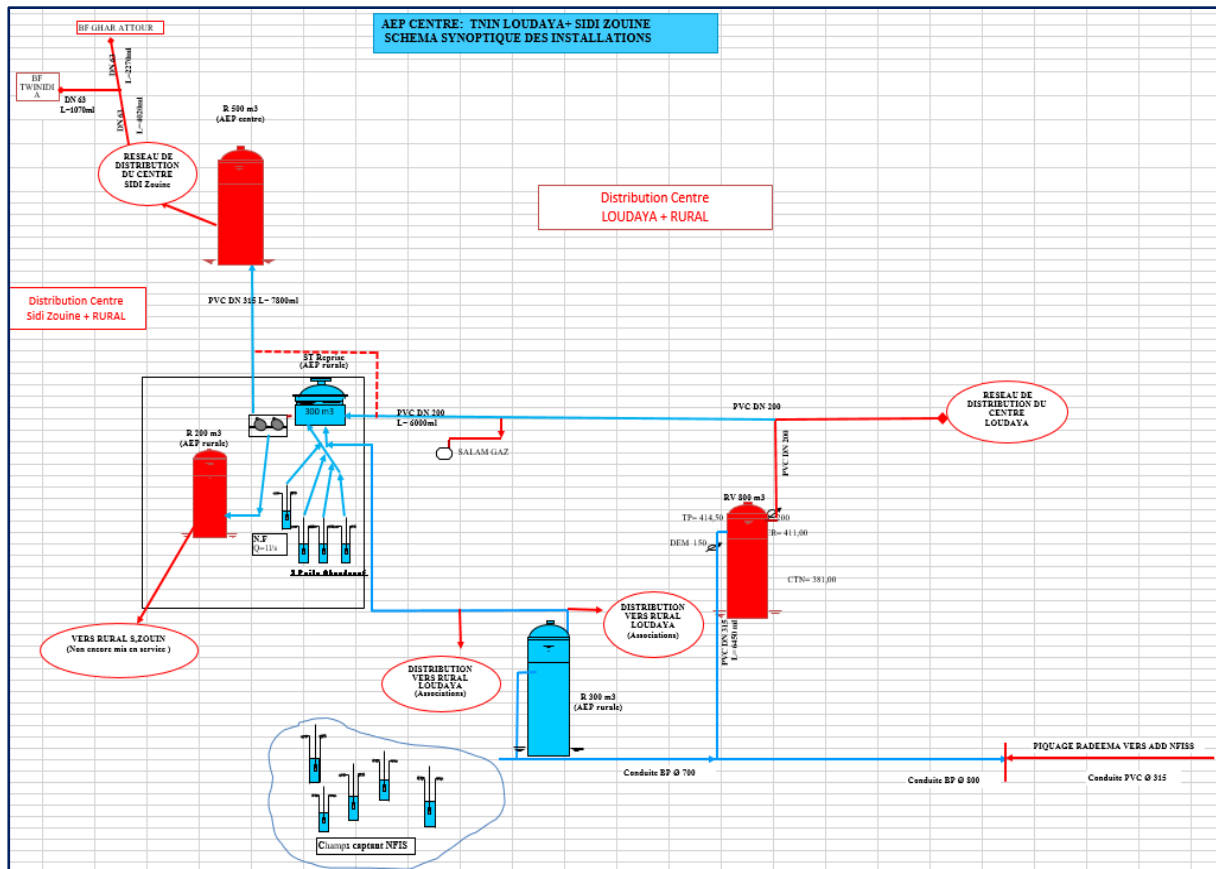 AEP CENTRE: TNIN LOUDAYA+ SIDI ZOUINE
SCHEMA SYNOPTIQUE DES INSTALLATIONS
BF GHAR ATTOUR
DN 63
L=2270ml
BF
TWINIDI
A
DN 63
L=1070ml
DN 63
L=4020ml
R 500 m3
(AEP centre)
RESEAU DE
DISTRIBUTION
DU CENTRE
SIDI Zouine
Distribution Centre
LOUDAYA + RURAL
Distribution Centre
Sidi Zouine + RURAL
PVC DN 315 L= 7800ml
ST Reprise
(AEP rurale)
300 m3
PVC DN 200
L= 6000ml
PVC DN 200
RESEAU DE
DISTRIBUTION DU
CENTRE
LOUDAYA
R 200 m3
(AEP rurale)
SALAM GAZ
PVC DN 200
RV 800 m3
TP= 414,50
200
R= 411,00
DEM 150
CTN= 381,00
N.F
Q=1l/s
PVC DN 315
L= 6450ml
VERS RURAL S,ZOUIN
(Non encore mis en service )
DISTRIBUTION
VERS RURAL
LOUDAYA
(Associations)
DISTRIBUTION
VERS RURAL
LOUDAYA
(Associations)
R 300 m3
(AEP rurale)
PIQUAGE RADEEMA VERS ADD NFISS
Conduite BP Ø 700
Conduite BP Ø 800
Conduite PVC Ø 315
Champs captant NFIS